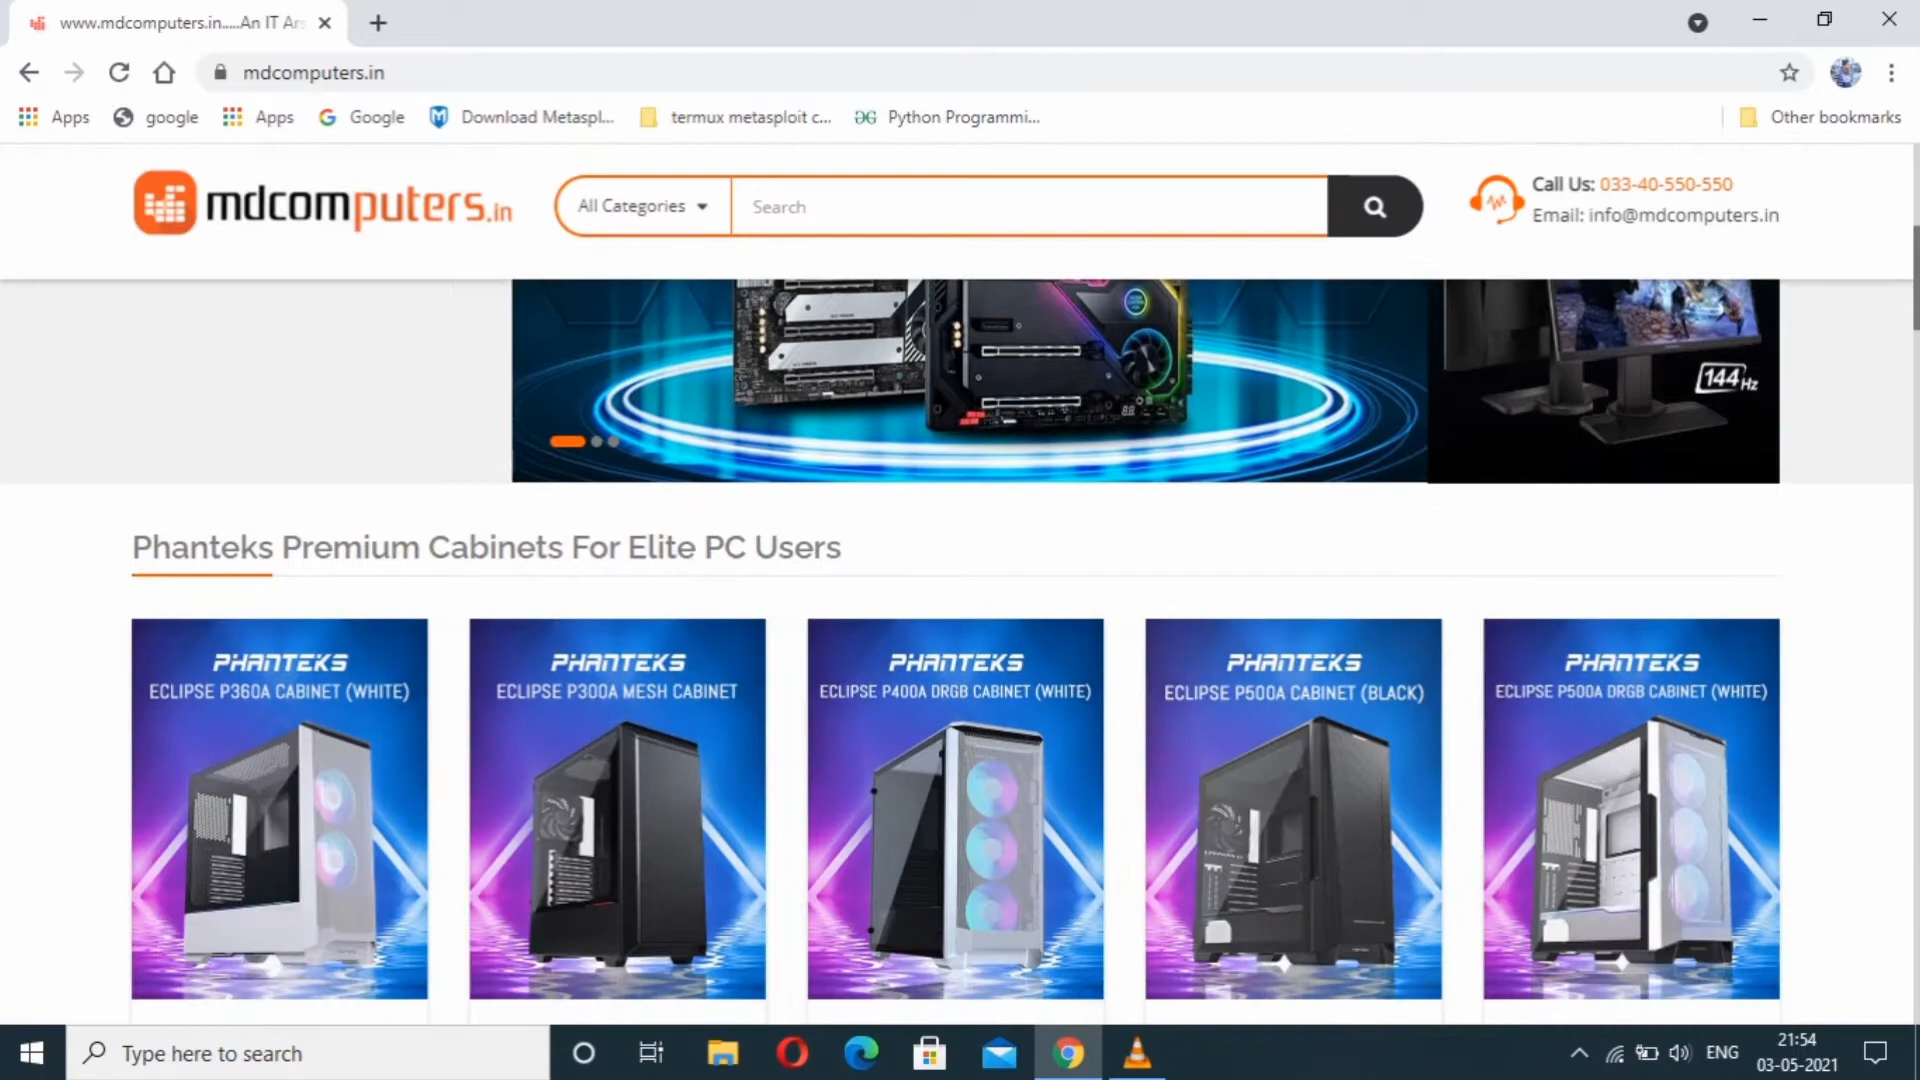 www.mdcomputers.in.....An IT Ars
mdcomputers.in
Apps
google
Apps
Google
Download Metaspl...
termux metasploit c...
Python Programmi...
Other bookmarks
mdcomputers.in
All Categories
Search
Call Us: 033-40-550-550
Email: info@mdcomputers.in
144Hz
Phanteks Premium Cabinets For Elite PC Users
PHANTEKS
ECLIPSE P360A CABINET (WHITE)
PHANTEKS
ECLIPSE P300A MESH CABINET
PHANTEKS
ECLIPSE P400A DRGB CABINET (WHITE)
PHANTEKS
ECLIPSE P500A CABINET (BLACK)
PHANTEKS
ECLIPSE P500A DRGB CABINET (WHITE)
Type here to search
ENG
21:54
03-05-2021